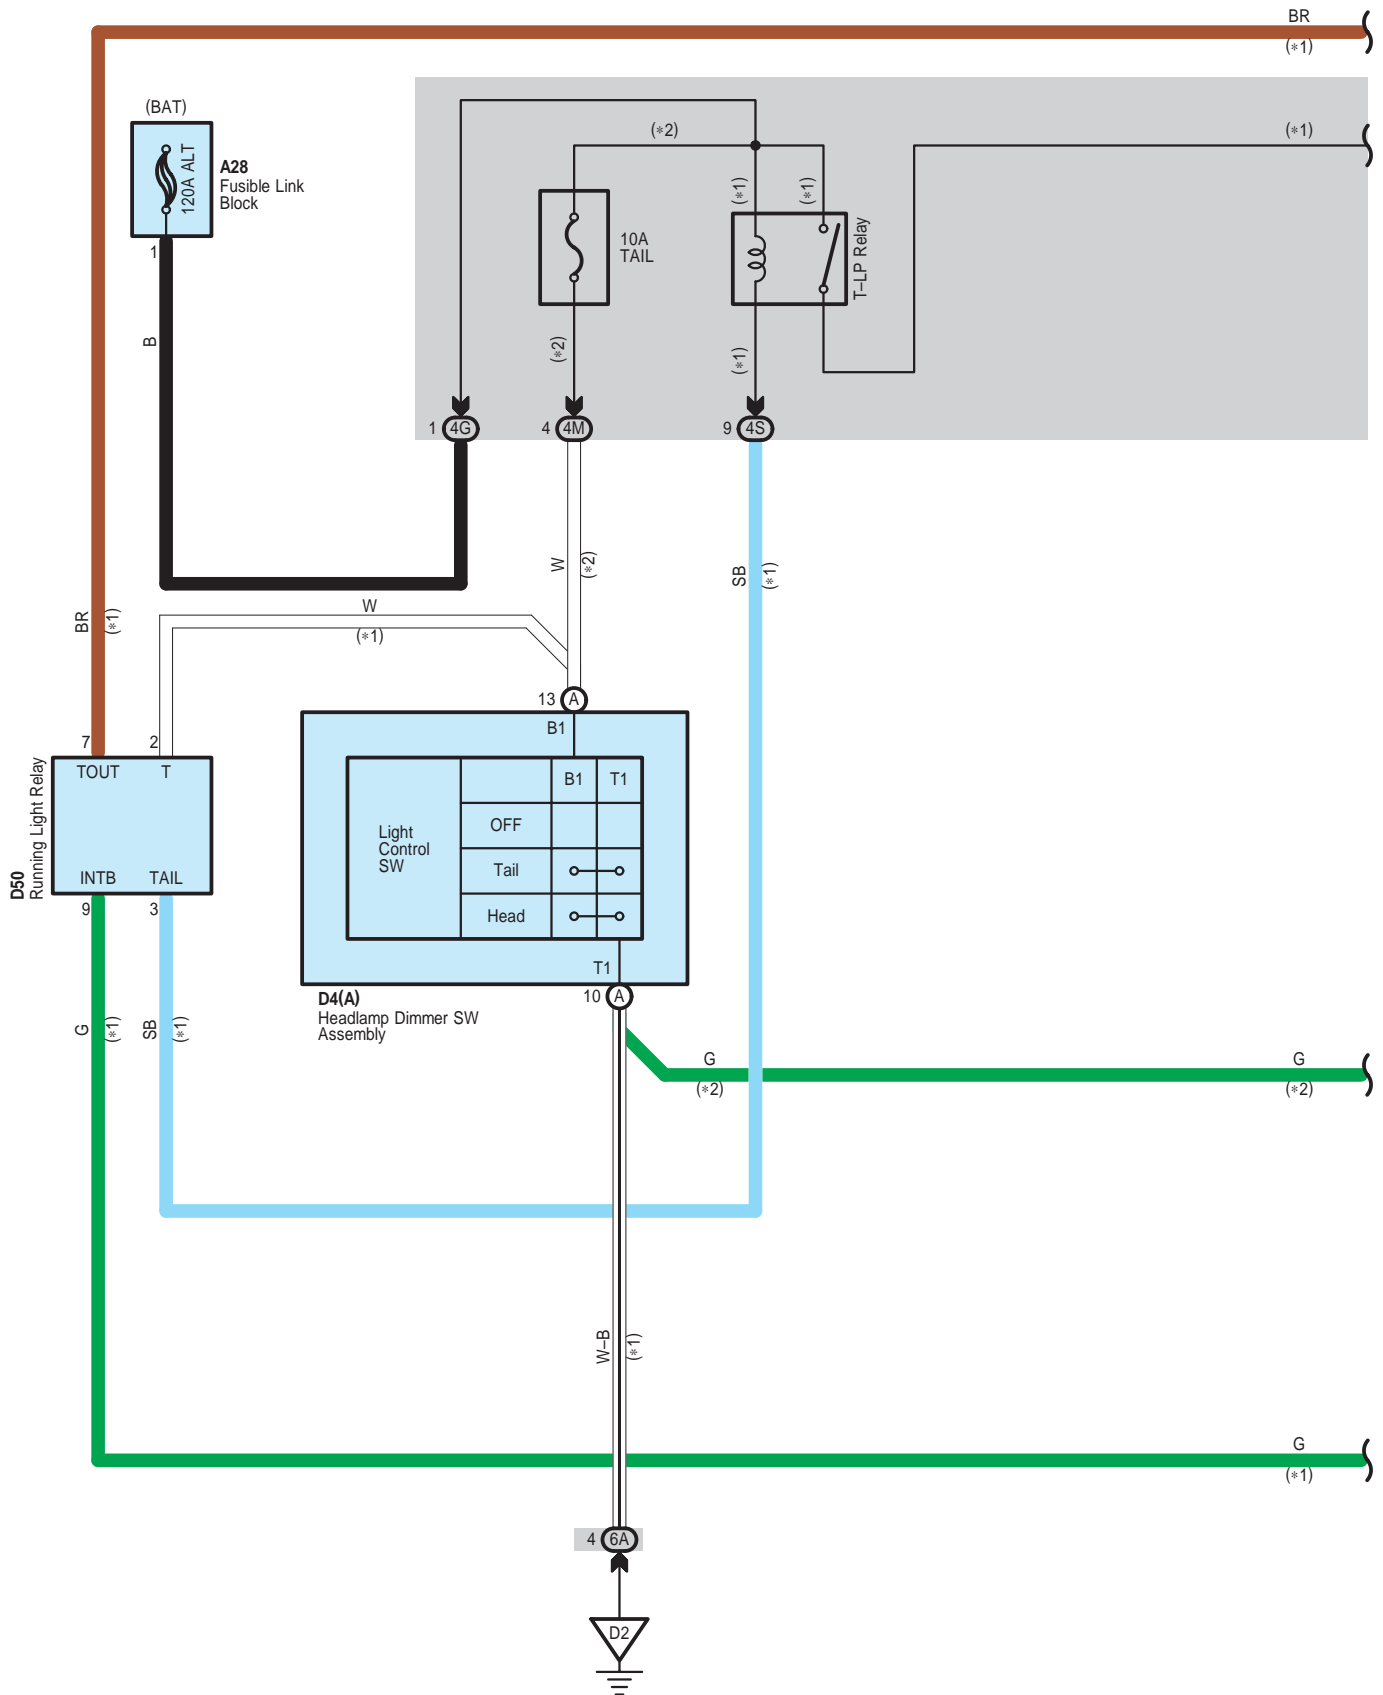 BR
(*1)
(BAT)
120A ALT
A28
Fusible Link
Block
1
B
(*2)
(*1)
(*1)
(*1)
10A
TAIL
T–LP Relay
(*2)
(*1)
1 4G
4 4M
9 4S
W
(*2)
SB
(*1)
BR
(*1)
W
(*1)
13 A
B1
7
2
TOUT
T
D50
Running Light Relay
INTB
TAIL
9
3
B1
T1
Light
Control
SW
OFF
Tail
Head
T1
10 A
D4(A)
Headlamp Dimmer SW
Assembly
G
(*1)
SB
(*1)
G
(*2)
G
(*2)
W–B
(*1)
G
(*1)
4 6A
D2